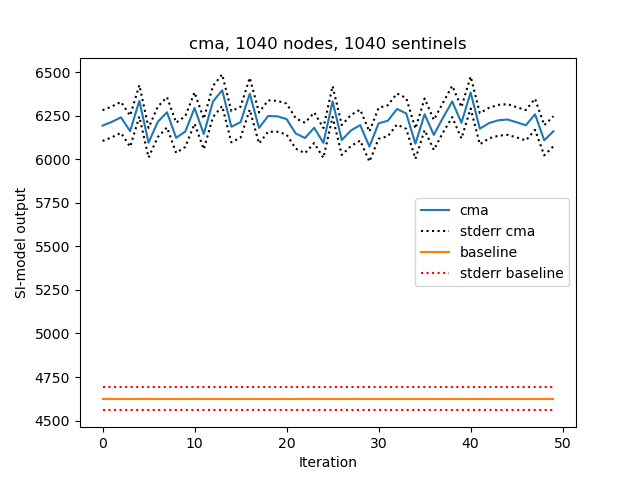 cma, 1040 nodes, 1040 sentinels
6500
6250
6000
5750
5500
5250
5000
4750
4500
SI-model output
cma
stderr cma
baseline
stderr baseline
0 10 20 30 40 50
Iteration